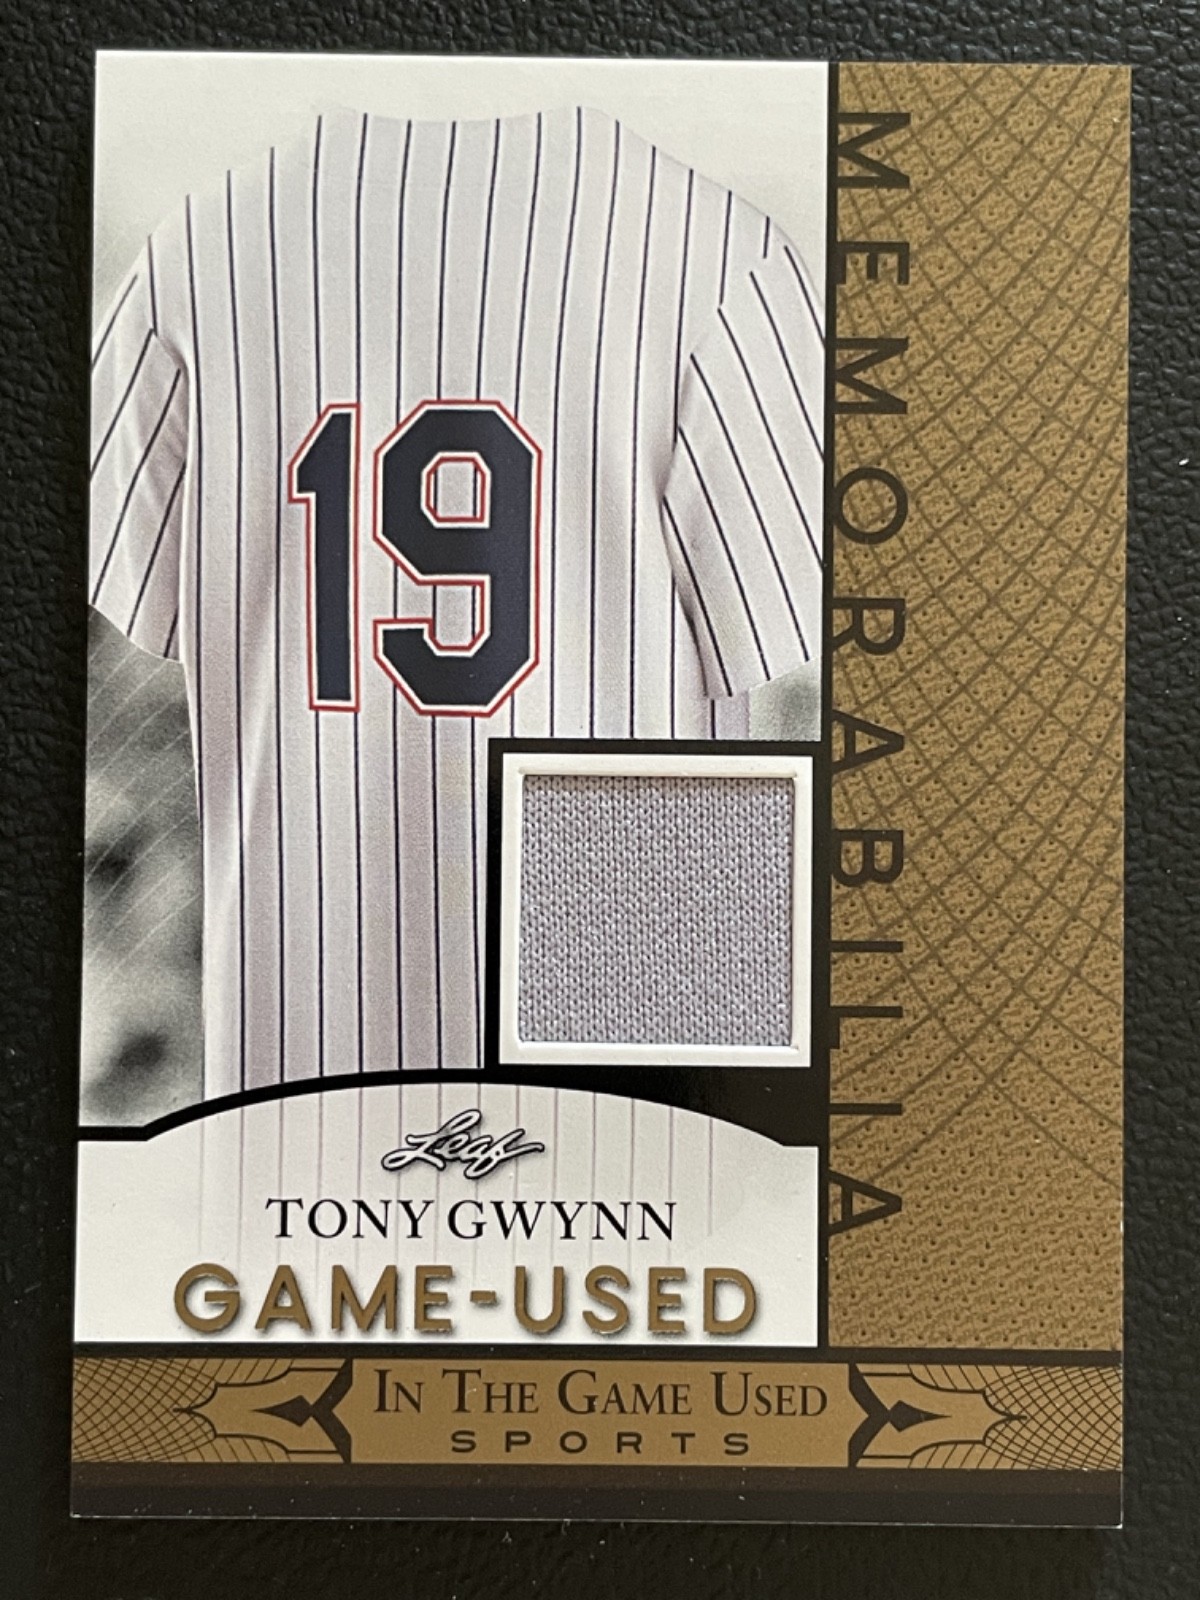 19
MEMORABILIA
Leaf
TONY GWYNN
GAME-USED
IN THE GAME USED
SPORTS